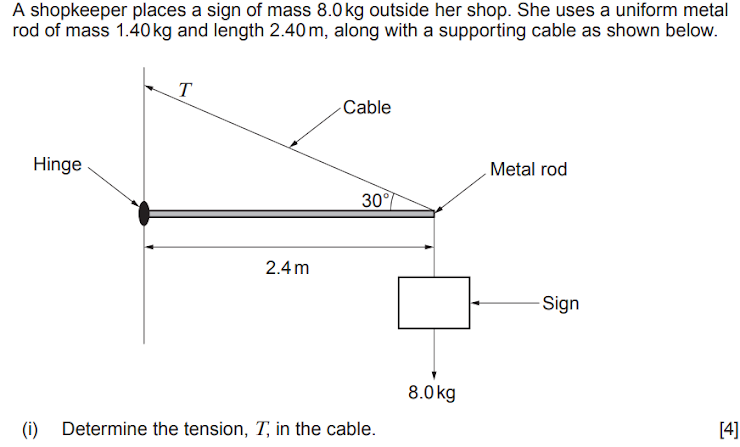 A shopkeeper places a sign of mass 8.0 kg outside her shop. She uses a uniform metal
rod of mass 1.40 kg and length 2.40 m, along with a supporting cable as shown below.
T
Cable
Hinge
Metal rod
30°
2.4 m
Sign
8.0 kg
(i) Determine the tension, T, in the cable. [4]